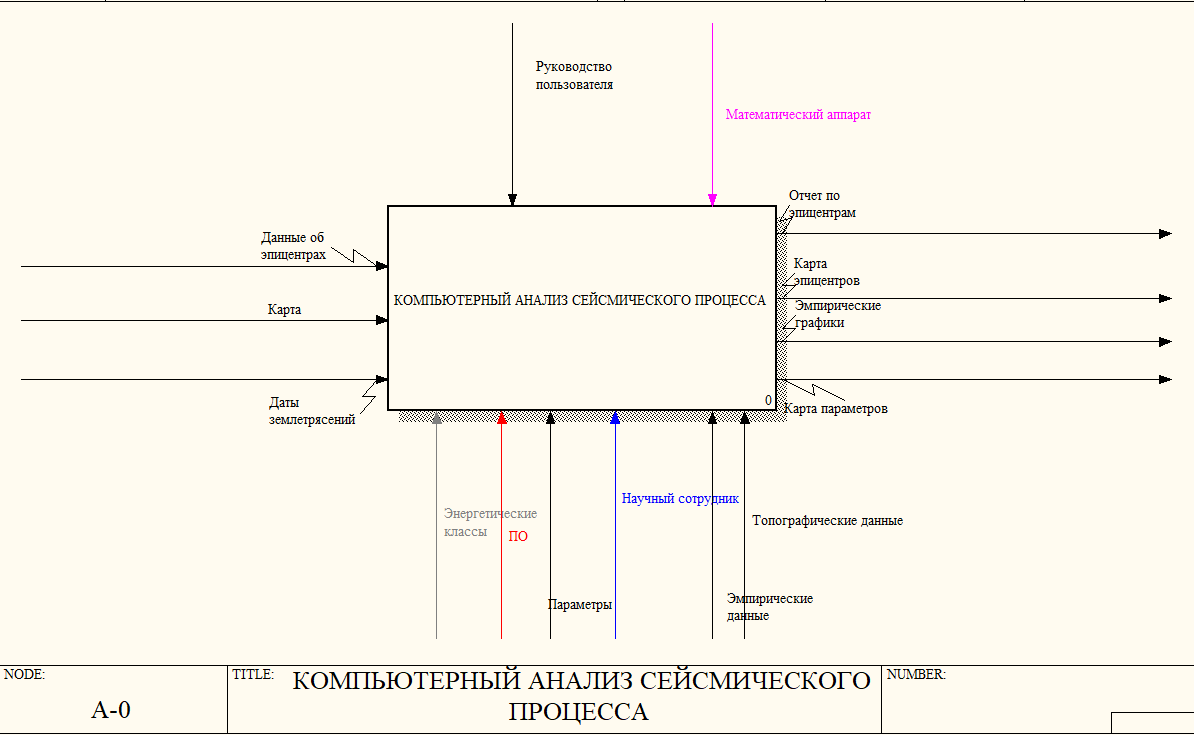 Руководство
пользователя
Математический аппарат
Отчет по
эпицентрам
Данные об
эпицентрах
Карта
эпицентров
КОМПЬЮТЕРНЫЙ АНАЛИЗ СЕЙСМИЧЕСКОГО ПРОЦЕССА
Карта
Эмпирические
графики
0
Даты
землетрясений
Карта параметров
Энергетические
классы
ПО
Научный сотрудник
Топографические данные
Параметры
Эмпирические
данные
NODE:
A-0
TITLE:
КОМПЬЮТЕРНЫЙ АНАЛИЗ СЕЙСМИЧЕСКОГО
ПРОЦЕССА
NUMBER: